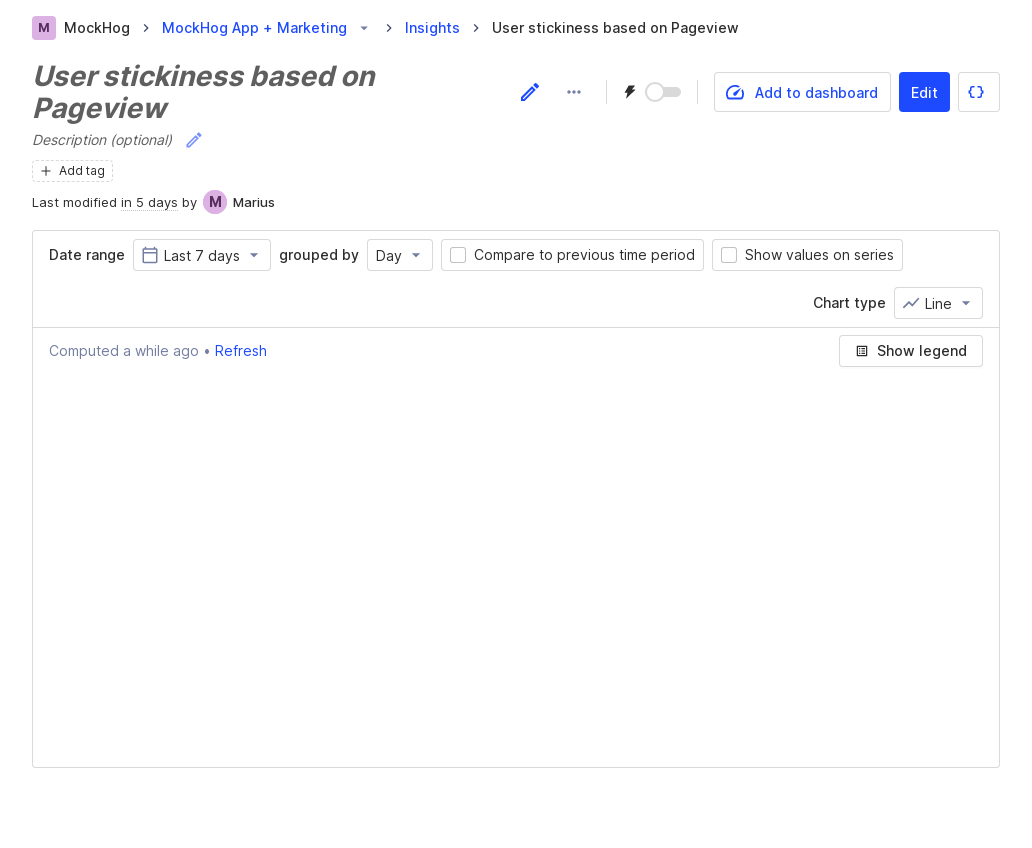 M MockHog MockHog App + Marketing Insights User stickiness based on Pageview
User stickiness based on
Pageview
Add to dashboard Edit
Description (optional)
Add tag
Last modified in 5 days by M Marius
Date range Last 7 days grouped by Day Compare to previous time period Show values on series
Chart type Line
Computed a while ago • Refresh Show legend